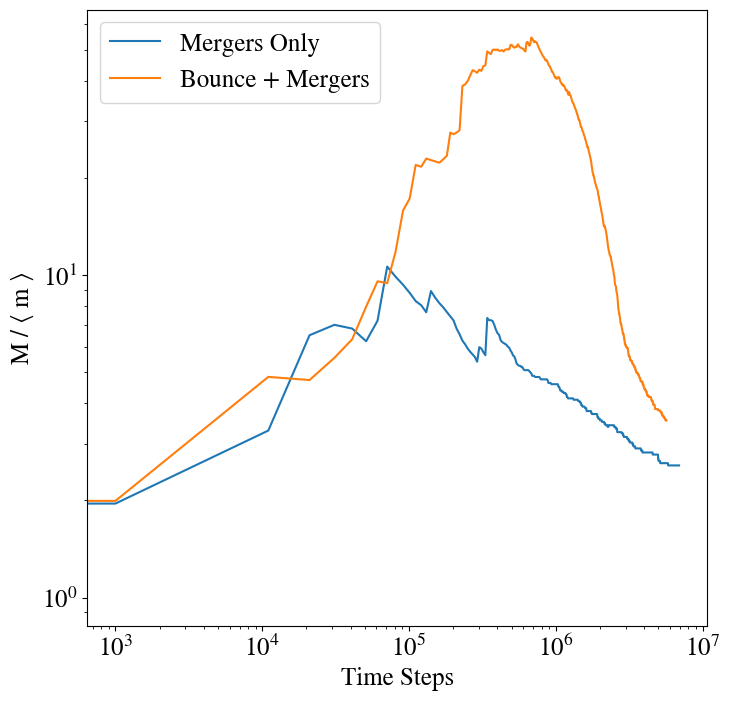 Mergers Only
Bounce + Mergers
M / ⟨ m ⟩
10¹
10⁰
10³ 10⁴ 10⁵ 10⁶ 10⁷
Time Steps